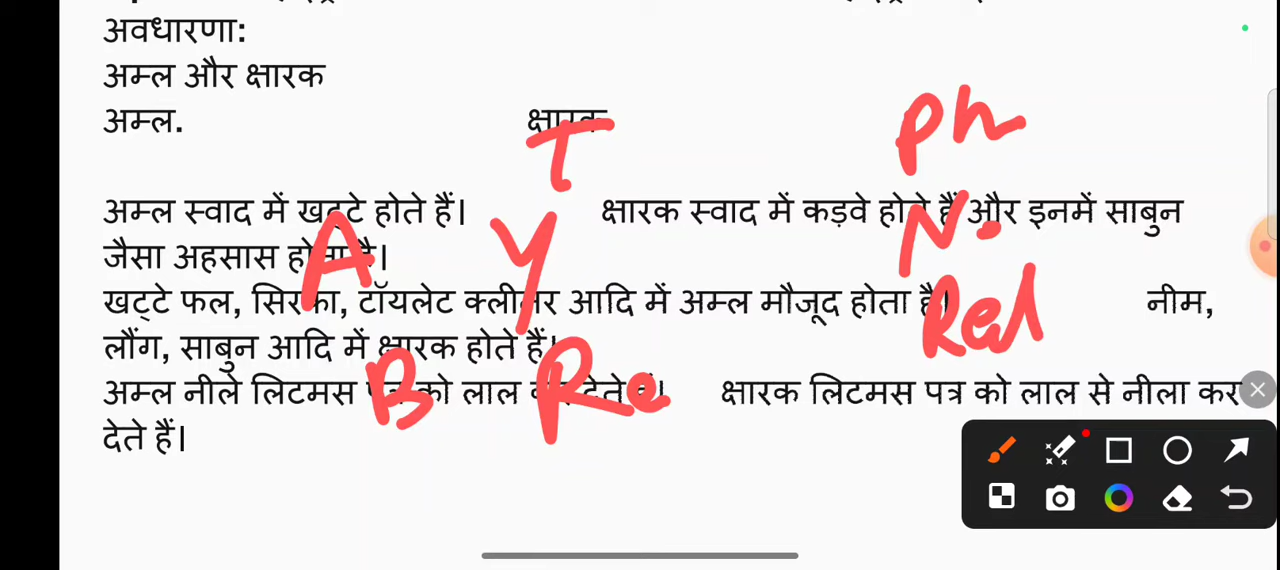 अवधारणा:
अम्ल और क्षारक
अम्ल. क्षारक
T ph
अम्ल स्वाद में खट्टे होते हैं। क्षारक स्वाद में कड़वे होते हैं और इनमें साबुन
A Y N.
जैसा अहसास होता है।
खट्टे फल, सिरका, टॉयलेट क्लीनर आदि में अम्ल मौजूद होता है। नीम,
Red
लौंग, साबुन आदि में क्षारक होते हैं।
B Re
अम्ल नीले लिटमस पत्र को लाल कर देते हैं। क्षारक लिटमस पत्र को लाल से नीला कर
देते हैं।